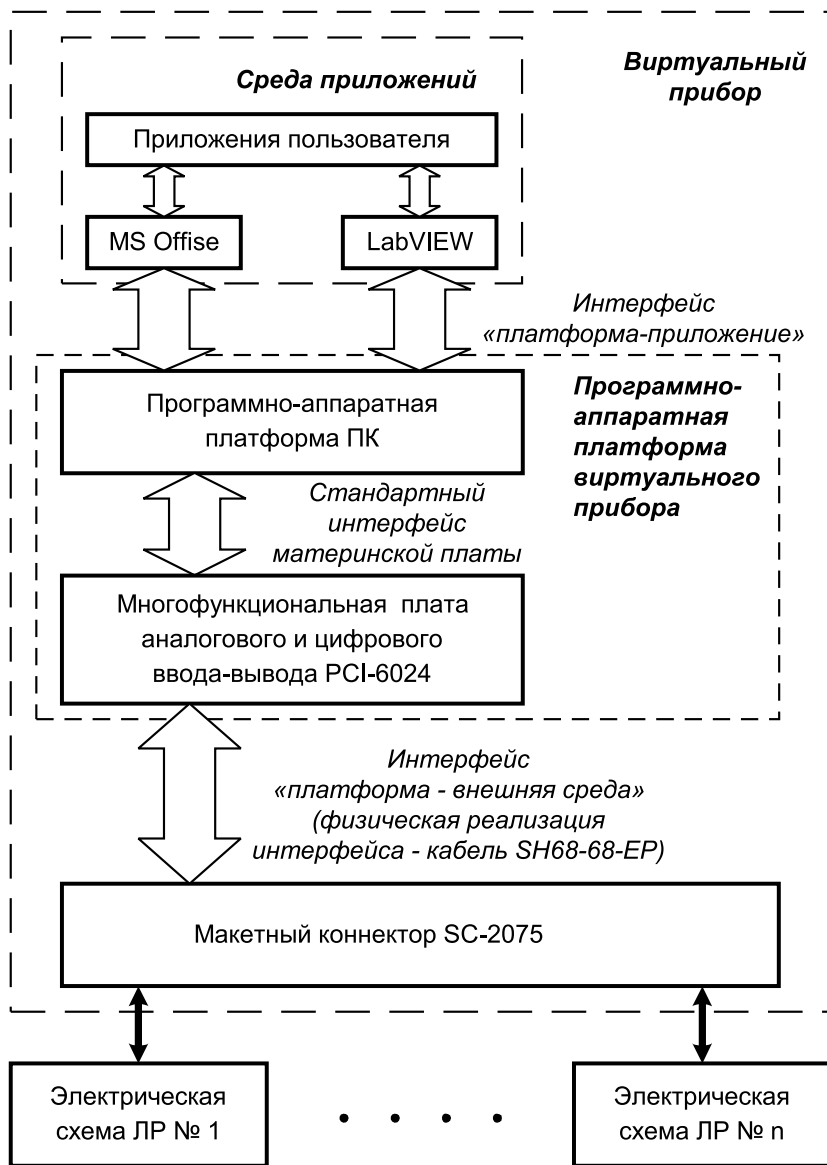 Среда приложений
Виртуальный
прибор
Приложения пользователя
MS Offise
LabVIEW
Интерфейс
«платформа-приложение»
Программно-аппаратная
платформа ПК
Программно-
аппаратная
платформа
виртуального
прибора
Стандартный
интерфейс
материнской платы
Многофункциональная плата
аналогового и цифрового
ввода-вывода PCI-6024
Интерфейс
«платформа - внешняя среда»
(физическая реализация
интерфейса - кабель SH68-68-EP)
Макетный коннектор SC-2075
Электрическая
схема ЛР № 1
. . . .
Электрическая
схема ЛР № n